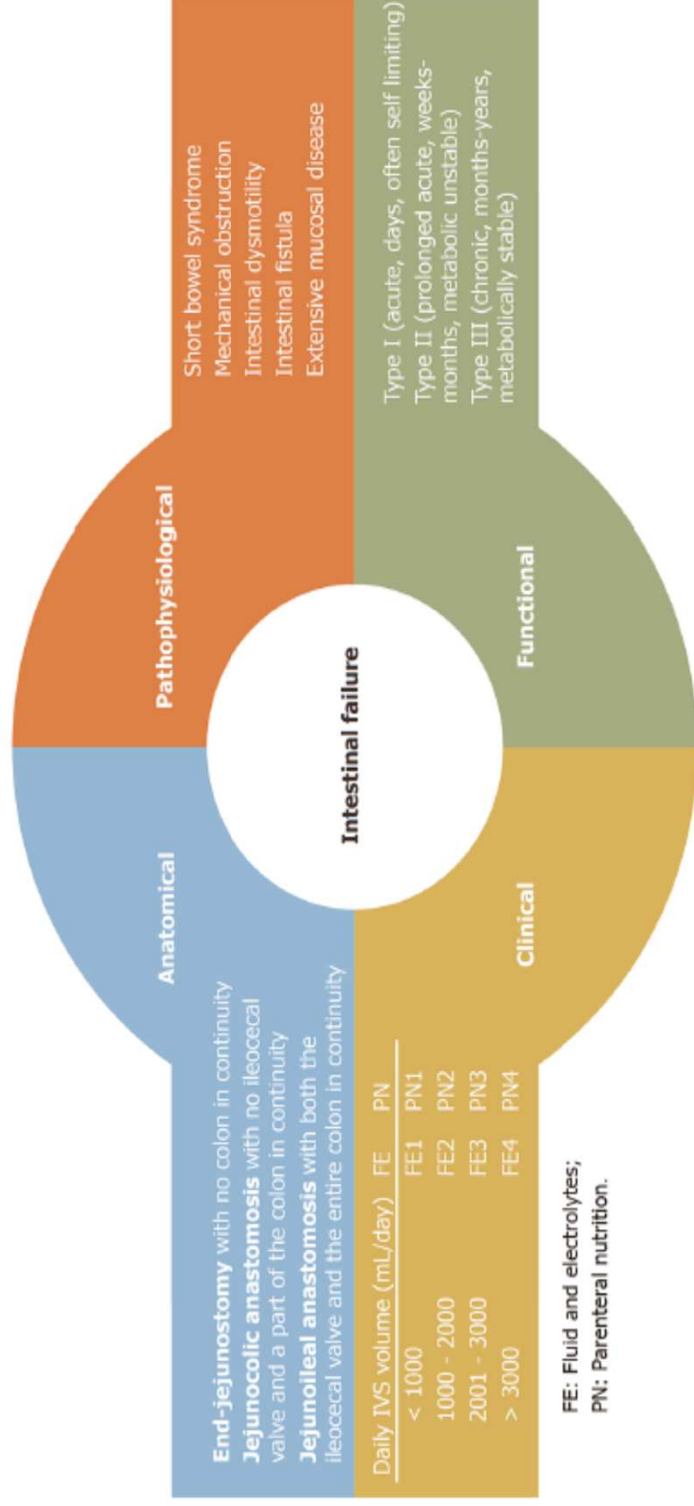 Anatomical
End-jejunostomy with no colon in continuity
Jejunocolic anastomosis with no ileocecal
valve and a part of the colon in continuity
Jejunoileal anastomosis with both the
ileocecal valve and the entire colon in continuity
Pathophysiological
Short bowel syndrome
Mechanical obstruction
Intestinal dysmotility
Intestinal fistula
Extensive mucosal disease
Intestinal failure
Daily IVS volume (mL/day) FE PN
< 1000 FE1 PN1
1000 - 2000 FE2 PN2
2001 - 3000 FE3 PN3
> 3000 FE4 PN4
Clinical
Type I (acute, days, often self limiting)
Type II (prolonged acute, weeks-
months, metabolic unstable)
Type III (chronic, months-years,
metabolically stable)
Functional
FE: Fluid and electrolytes;
PN: Parenteral nutrition.